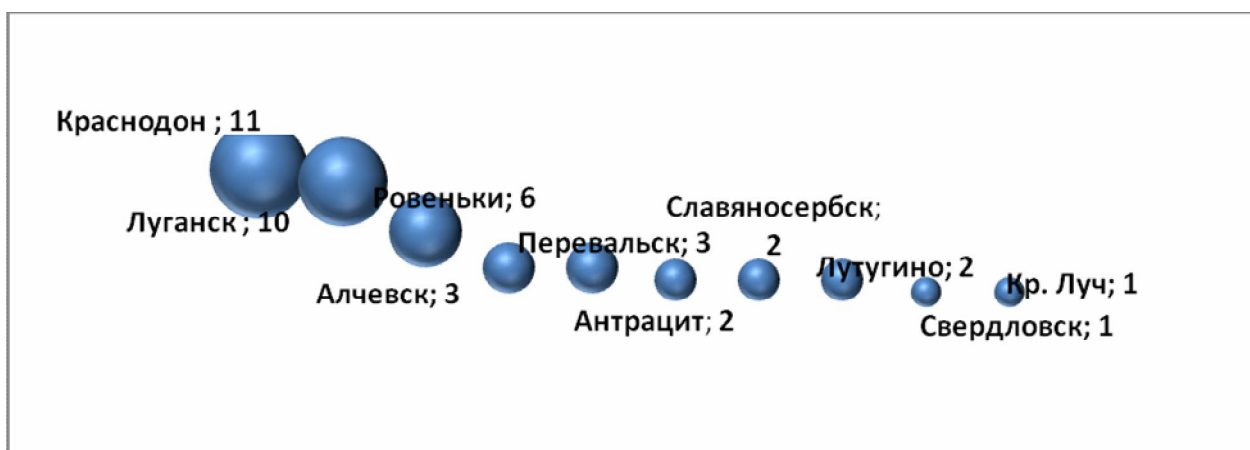 Краснодон ; 11
Луганск ; 10
Ровеньки; 6
Алчевск; 3
Перевальск; 3
Антрацит; 2
Славяносербск;
2
Лутугино; 2
Свердловск; 1
Кр. Луч; 1